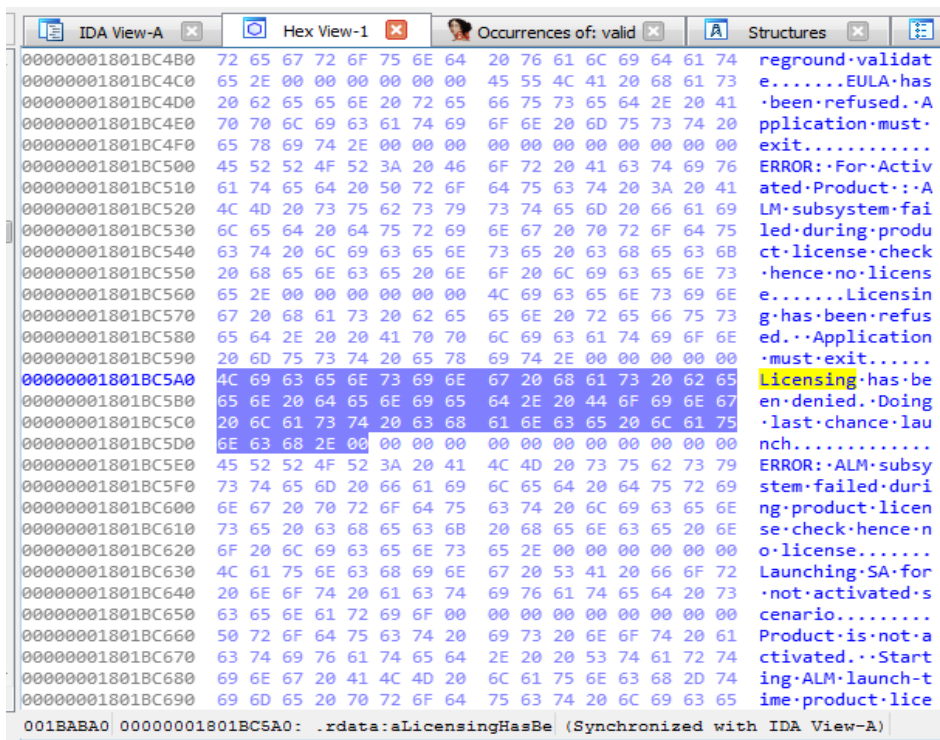 IDA View-A Hex View-1 Occurrences of: valid Structures
00000001801BC4B0 72 65 67 72 6F 75 6E 64 20 76 61 6C 69 64 61 74 reground·validat
00000001801BC4C0 65 2E 00 00 00 00 00 00 45 55 4C 41 20 68 61 73 e.......EULA·has
00000001801BC4D0 20 62 65 65 6E 20 72 65 66 75 73 65 64 2E 20 41 ·been·refused.·A
00000001801BC4E0 70 70 6C 69 63 61 74 69 6F 6E 20 6D 75 73 74 20 pplication·must·
00000001801BC4F0 65 78 69 74 2E 00 00 00 00 00 00 00 00 00 00 00 exit............
00000001801BC500 45 52 52 4F 52 3A 20 46 6F 72 20 41 63 74 69 76 ERROR:·For·Activ
00000001801BC510 61 74 65 64 20 50 72 6F 64 75 63 74 20 3A 20 41 ated·Product·:·A
00000001801BC520 4C 4D 20 73 75 62 73 79 73 74 65 6D 20 66 61 69 LM·subsystem·fai
00000001801BC530 6C 65 64 20 64 75 72 69 6E 67 20 70 72 6F 64 75 led·during·produ
00000001801BC540 63 74 20 6C 69 63 65 6E 73 65 20 63 68 65 63 6B ct·license·check
00000001801BC550 20 68 65 6E 63 65 20 6E 6F 20 6C 69 63 65 6E 73 ·hence·no·licens
00000001801BC560 65 2E 00 00 00 00 00 00 4C 69 63 65 6E 73 69 6E e.......Licensin
00000001801BC570 67 20 68 61 73 20 62 65 65 6E 20 72 65 66 75 73 g·has·been·refus
00000001801BC580 65 64 2E 20 20 41 70 70 6C 69 63 61 74 69 6F 6E ed.··Application
00000001801BC590 20 6D 75 73 74 20 65 78 69 74 2E 00 00 00 00 00 ·must·exit......
00000001801BC5A0 4C 69 63 65 6E 73 69 6E 67 20 68 61 73 20 62 65 Licensing·has·be
00000001801BC5B0 65 6E 20 64 65 6E 69 65 64 2E 20 44 6F 69 6E 67 en·denied.·Doing
00000001801BC5C0 20 6C 61 73 74 20 63 68 61 6E 63 65 20 6C 61 75 ·last·chance·lau
00000001801BC5D0 6E 63 68 2E 00 00 00 00 00 00 00 00 00 00 00 00 nch.............
00000001801BC5E0 45 52 52 4F 52 3A 20 41 4C 4D 20 73 75 62 73 79 ERROR:·ALM·subsy
00000001801BC5F0 73 74 65 6D 20 66 61 69 6C 65 64 20 64 75 72 69 stem·failed·duri
00000001801BC600 6E 67 20 70 72 6F 64 75 63 74 20 6C 69 63 65 6E ng·product·licen
00000001801BC610 73 65 20 63 68 65 63 6B 20 68 65 6E 63 65 20 6E se·check·hence·n
00000001801BC620 6F 20 6C 69 63 65 6E 73 65 2E 00 00 00 00 00 00 o·license.......
00000001801BC630 4C 61 75 6E 63 68 69 6E 67 20 53 41 20 66 6F 72 Launching·SA·for
00000001801BC640 20 6E 6F 74 20 61 63 74 69 76 61 74 65 64 20 73 ·not·activated·s
00000001801BC650 63 65 6E 61 72 69 6F 00 00 00 00 00 00 00 00 00 cenario.........
00000001801BC660 50 72 6F 64 75 63 74 20 69 73 20 6E 6F 74 20 61 Product·is·not·a
00000001801BC670 63 74 69 76 61 74 65 64 2E 20 20 53 74 61 72 74 ctivated.··Start
00000001801BC680 69 6E 67 20 41 4C 4D 20 6C 61 75 6E 63 68 2D 74 ing·ALM·launch-t
00000001801BC690 69 6D 65 20 70 72 6F 64 75 63 74 20 6C 69 63 65 ime·product·lice
001BABA0 00000001801BC5A0: .rdata:aLicensingHasBe (Synchronized with IDA View-A)